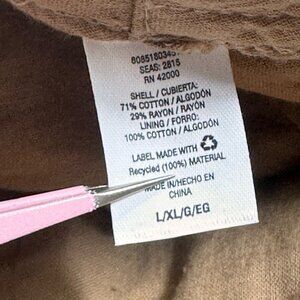 SEAS: 2815
RN 42000
SHELL / CUBIERTA:
71% COTTON / ALGODÓN
29% RAYON / RAYÓN
LINING / FORRO:
100% COTTON / ALGODÓN
LABEL MADE WITH
Recycled (100%) MATERIAL
MADE IN/HECHO EN
CHINA
L/XL/G/EG